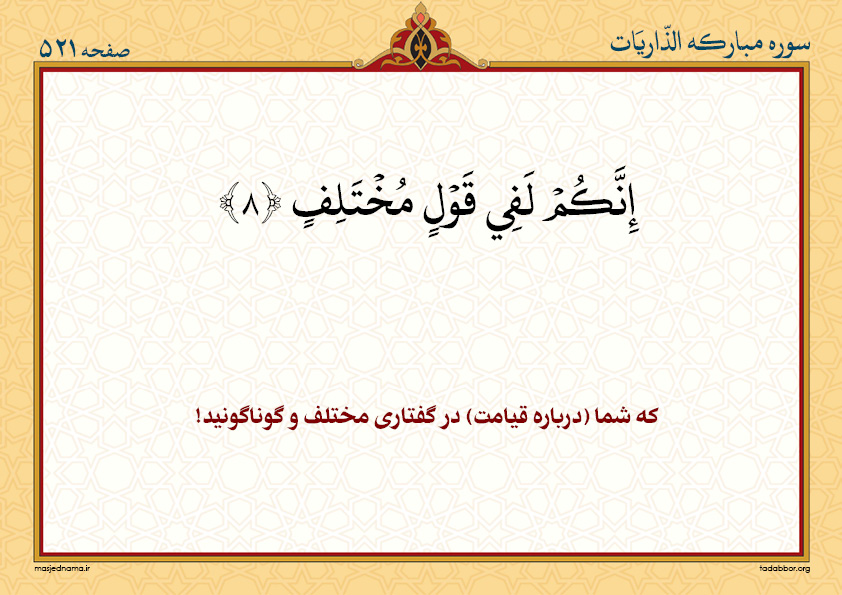 سوره مبارکه الذّاریَات
صفحه ۵۲۱
إِنَّكُمْ لَفِي قَوْلٍ مُخْتَلِفٍ ﴿۸﴾
که شما (درباره قیامت) در گفتاری مختلف و گوناگونید!
masjednama.ir
tadabbor.org